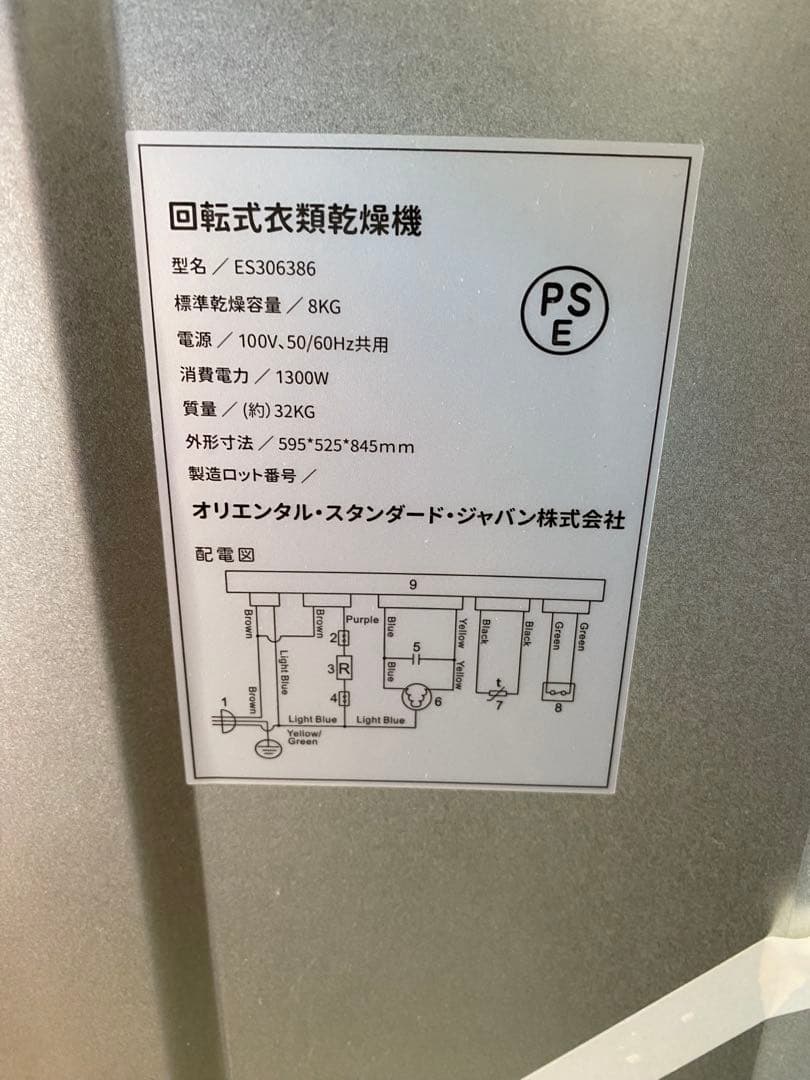 回転式衣類乾燥機
型名／ES306386
標準乾燥容量／8KG
電源／100V、50/60Hz共用
消費電力／1300W
質量／(約)32KG
外形寸法／595*525*845mm
製造ロット番号／
PS
E
オリエンタル・スタンダード・ジャパン株式会社
配電図
9
Brown
Brown
Purple
Blue
Yellow
Black
Black
Green
Green
2
5
Light Blue
3 R
Blue
Yellow
t
Brown
4
6
7
8
1
Light Blue
Light Blue
Yellow/
Green